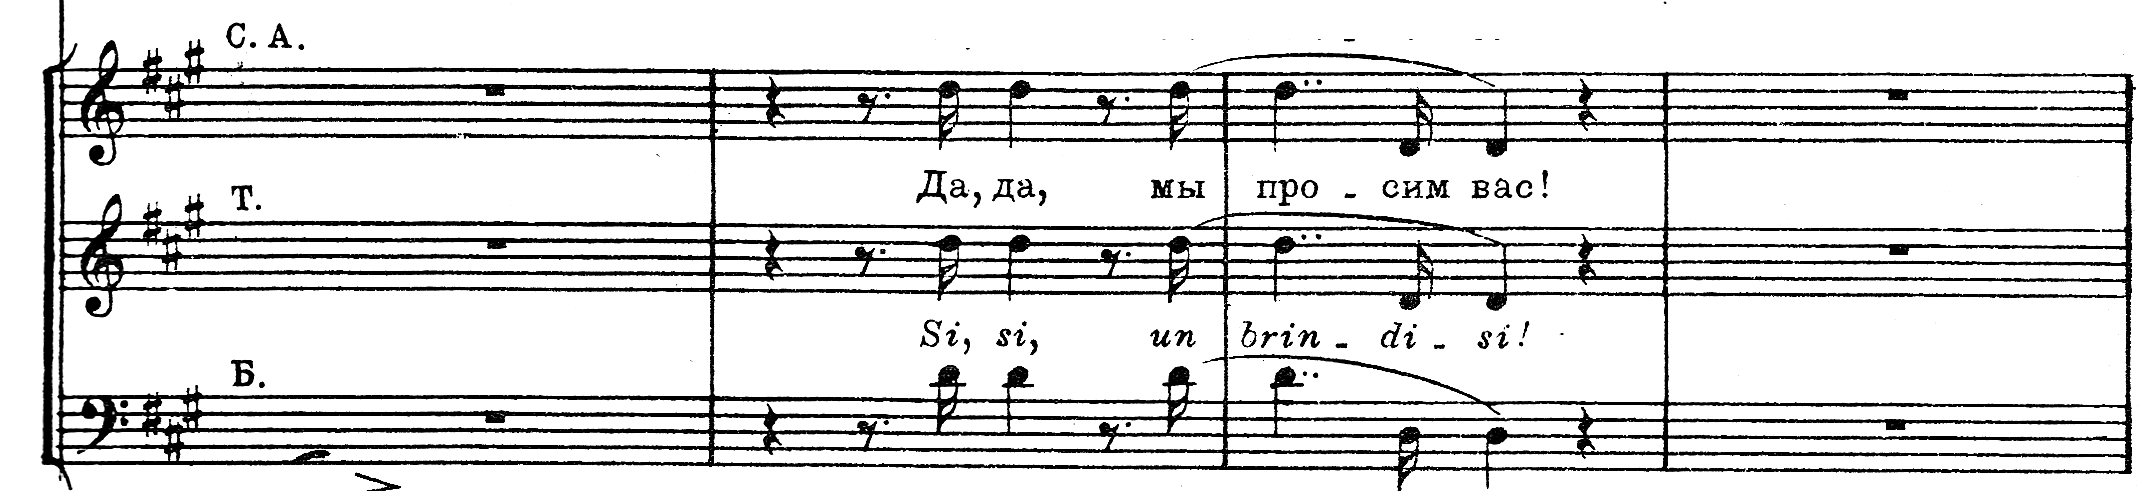 С. А.
Да, да, мы про - сим вас!
Т.
Si, si, un brin - di - si!
Б.